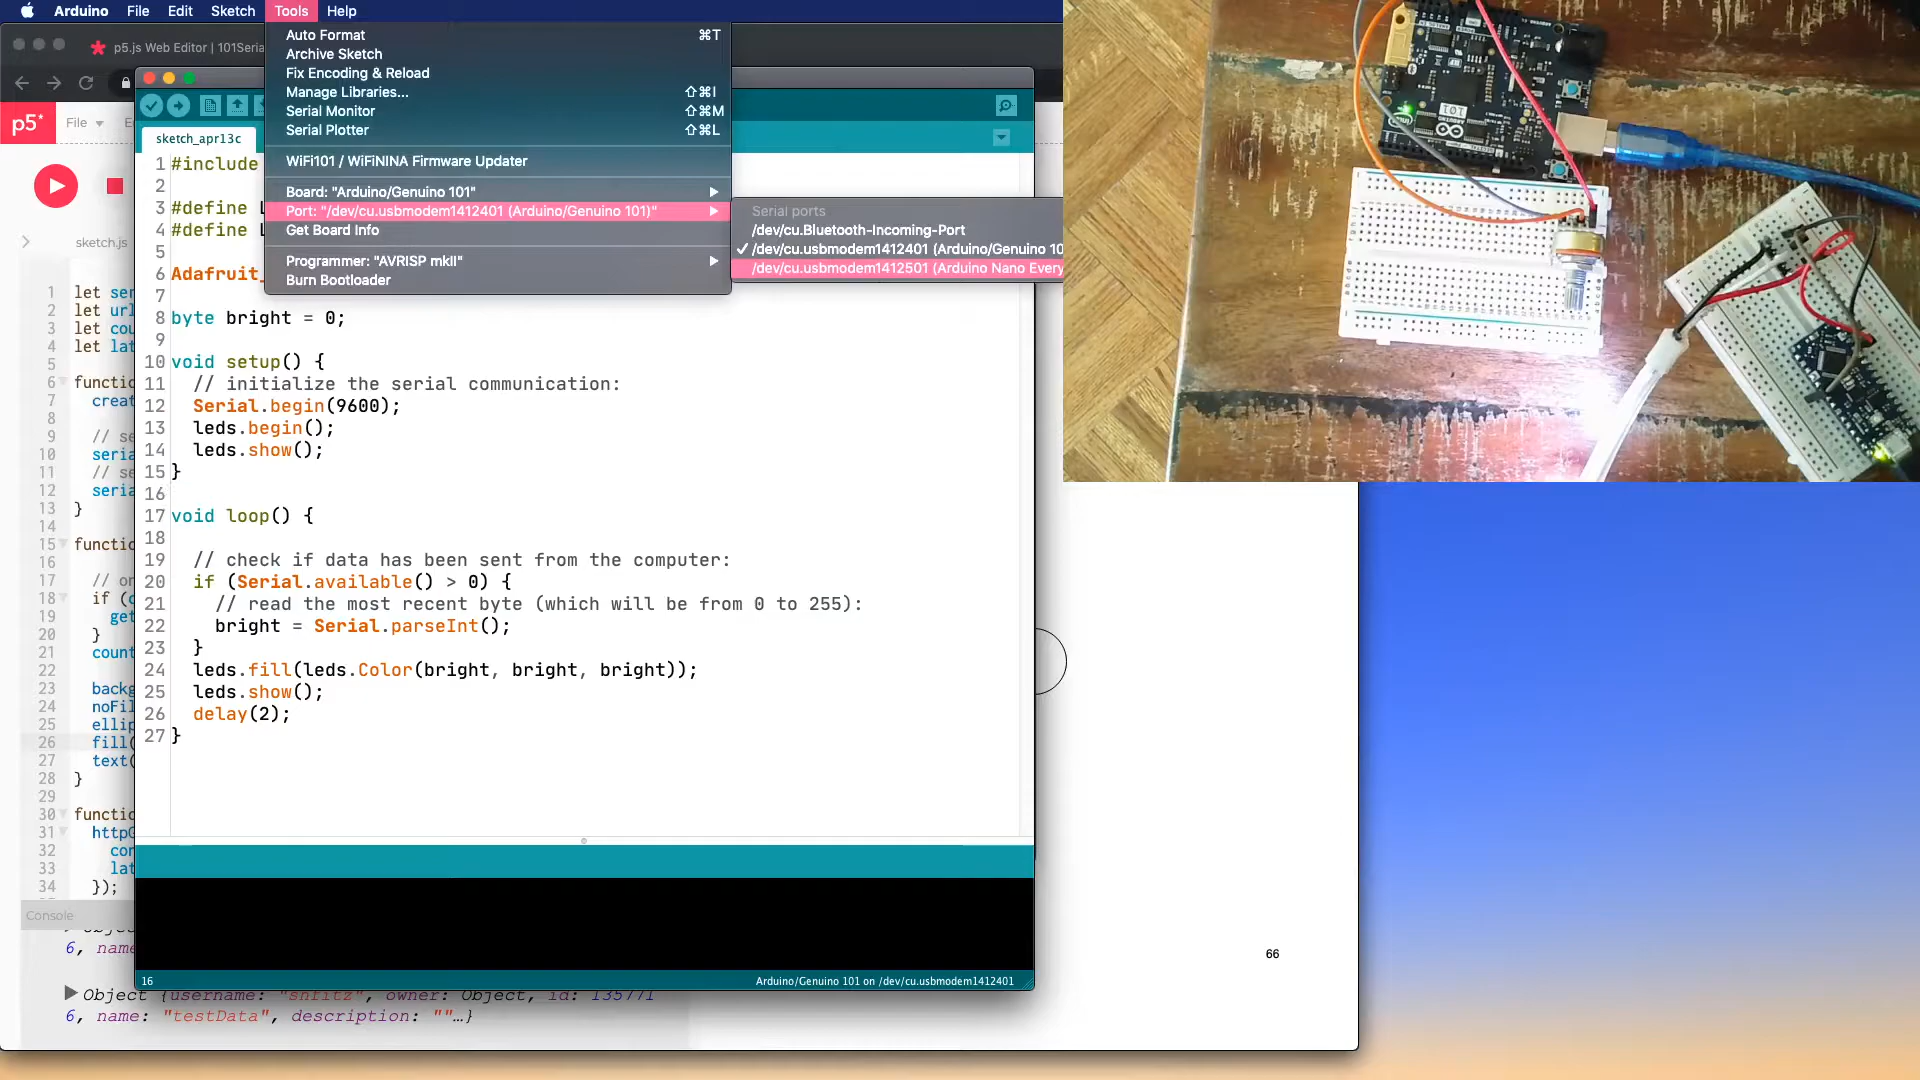 Arduino File Edit Sketch Tools Help
p5.js Web Editor | 101Seria
Auto Format ⌘T
Archive Sketch
Fix Encoding & Reload
Manage Libraries... ⇧⌘I
Serial Monitor ⇧⌘M
Serial Plotter ⇧⌘L
WiFi101 / WiFiNINA Firmware Updater
Board: "Arduino/Genuino 101"
Port: "/dev/cu.usbmodem1412401 (Arduino/Genuino 101)"
Get Board Info
Programmer: "AVRISP mkII"
Burn Bootloader
Serial ports
/dev/cu.Bluetooth-Incoming-Port
✓ /dev/cu.usbmodem1412401 (Arduino/Genuino 10
/dev/cu.usbmodem1412501 (Arduino Nano Every
p5* File E
sketch_apr13c
1 #include
2
3 #define L
4 #define L
5
6 Adafruit_
7
8 byte bright = 0;
9
10 void setup() {
11 // initialize the serial communication:
12 Serial.begin(9600);
13 leds.begin();
14 leds.show();
15 }
16
17 void loop() {
18
19 // check if data has been sent from the computer:
20 if (Serial.available() > 0) {
21 // read the most recent byte (which will be from 0 to 255):
22 bright = Serial.parseInt();
23 }
24 leds.fill(leds.Color(bright, bright, bright));
25 leds.show();
26 delay(2);
27 }
16 Arduino/Genuino 101 on /dev/cu.usbmodem1412401
sketch.js
1 let ser
2 let url
3 let cou
4 let lat
5
6 functio
7 creat
8
9 // se
10 seria
11 // se
12 seria
13 }
14
15 functio
16
17 // on
18 if (c
19 get
20 }
21 count
22
23 backg
24 noFil
25 ellip
26 fill(
27 text(
28 }
29
30 functio
31 httpG
32 con
33 lat
34 });
Console
6, name
Object {username: "shfitz", owner: Object, id: 135771
6, name: "testData", description: ""…}
66